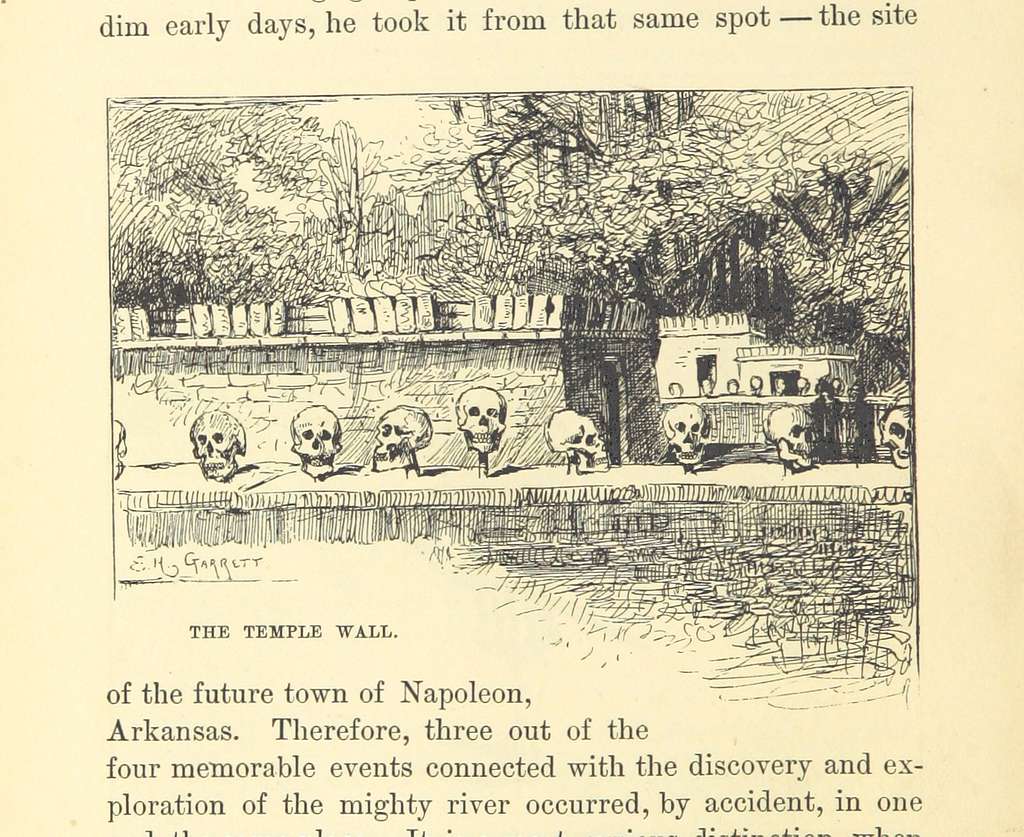 dim early days, he took it from that same spot — the site
E. H. GARRETT
THE TEMPLE WALL.
of the future town of Napoleon,
Arkansas. Therefore, three out of the
four memorable events connected with the discovery and ex-
ploration of the mighty river occurred, by accident, in one